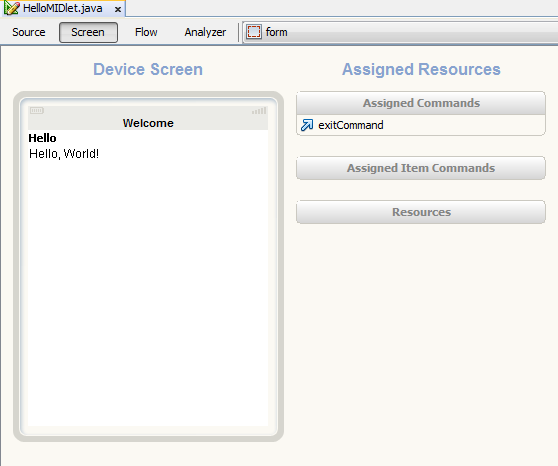 HelloMIDlet.java x
Source Screen Flow Analyzer form
Device Screen
Assigned Resources
Welcome
Hello
Hello, World!
Assigned Commands
exitCommand
Assigned Item Commands
Resources